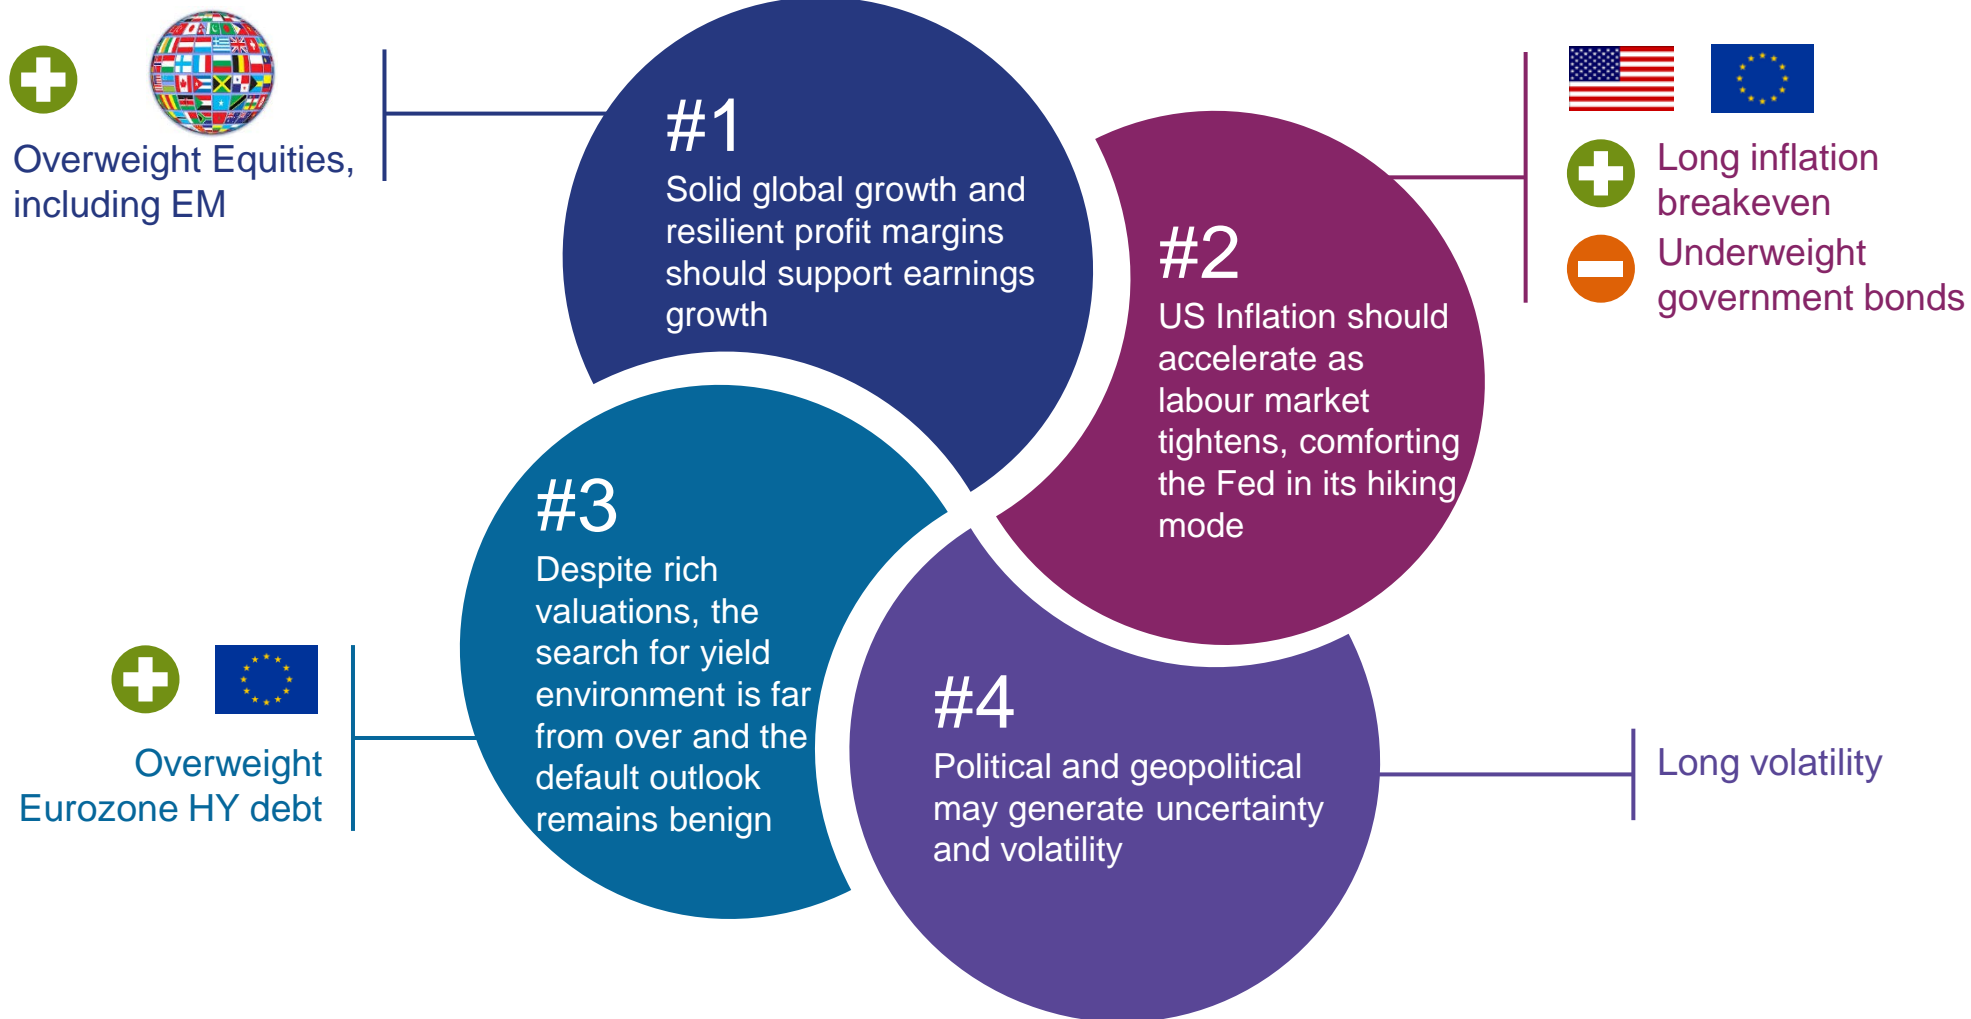 Overweight Equities,
including EM
#1
Solid global growth and
resilient profit margins
should support earnings
growth
#2
US Inflation should
accelerate as
labour market
tightens, comforting
the Fed in its hiking
mode
Long inflation
breakeven
Underweight
government bonds
#3
Despite rich
valuations, the
search for yield
environment is far
from over and the
default outlook
remains benign
Overweight
Eurozone HY debt
#4
Political and geopolitical
may generate uncertainty
and volatility
Long volatility